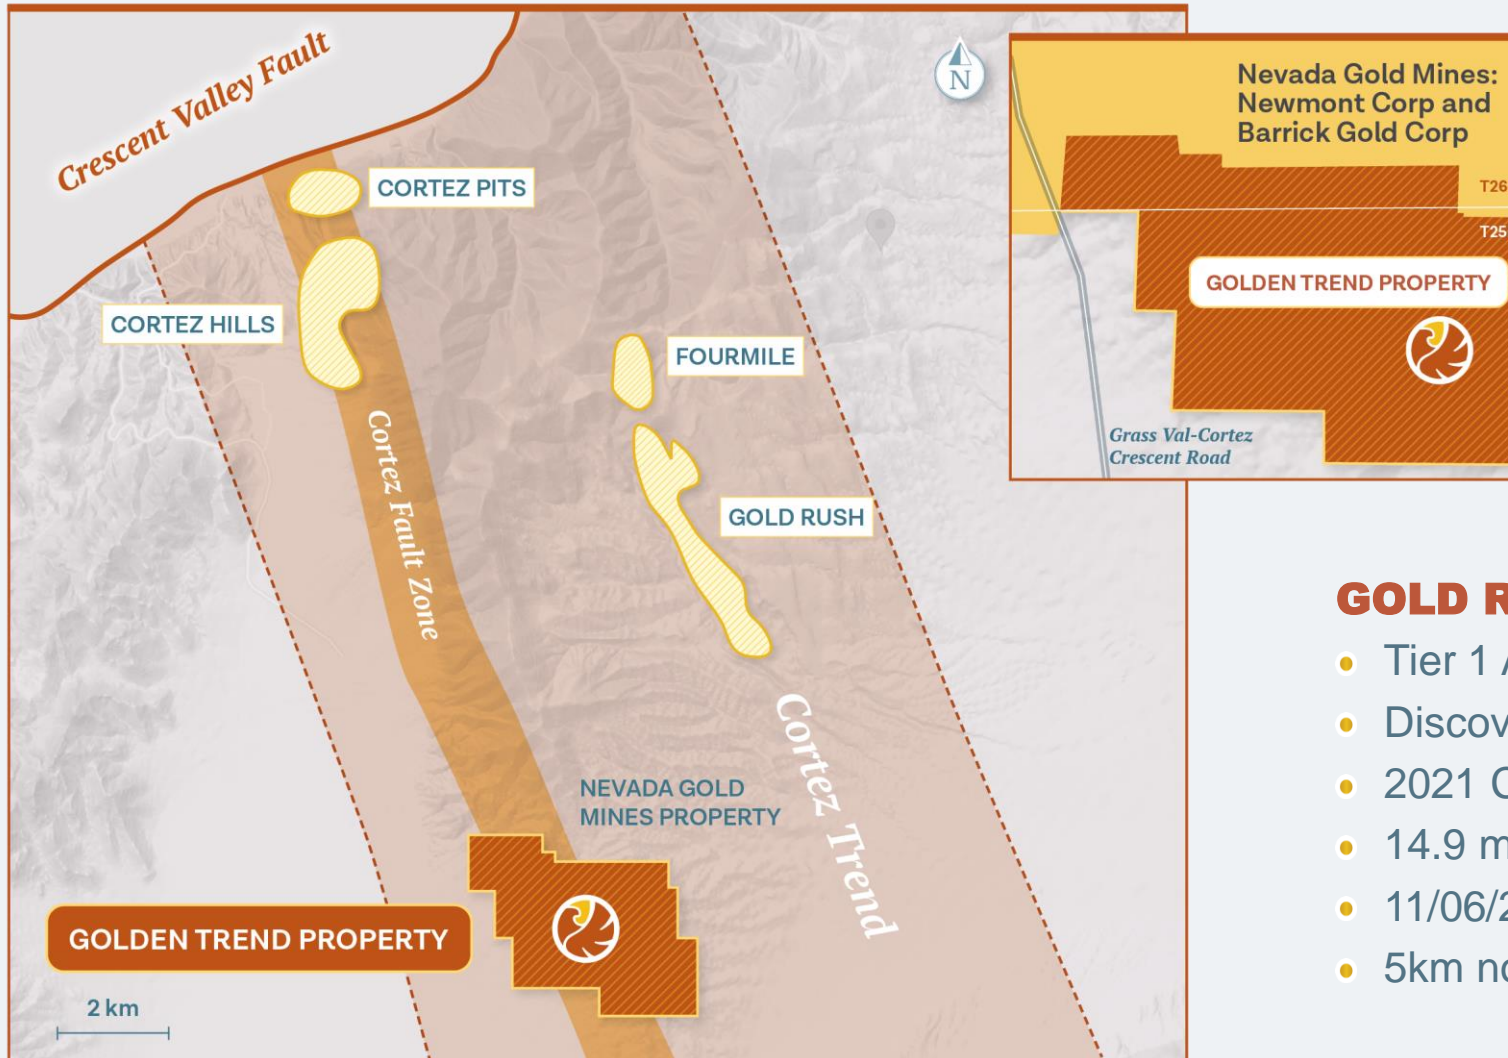 Crescent Valley Fault
N
CORTEZ PITS
CORTEZ HILLS
FOURMILE
Cortez Fault Zone
GOLD RUSH
Cortez Trend
NEVADA GOLD
MINES PROPERTY
GOLDEN TREND PROPERTY
2 km
Nevada Gold Mines:
Newmont Corp and
Barrick Gold Corp
T26
T25
GOLDEN TREND PROPERTY
Grass Val-Cortez
Crescent Road
GOLD
Tier 1
2021
14.9
5km